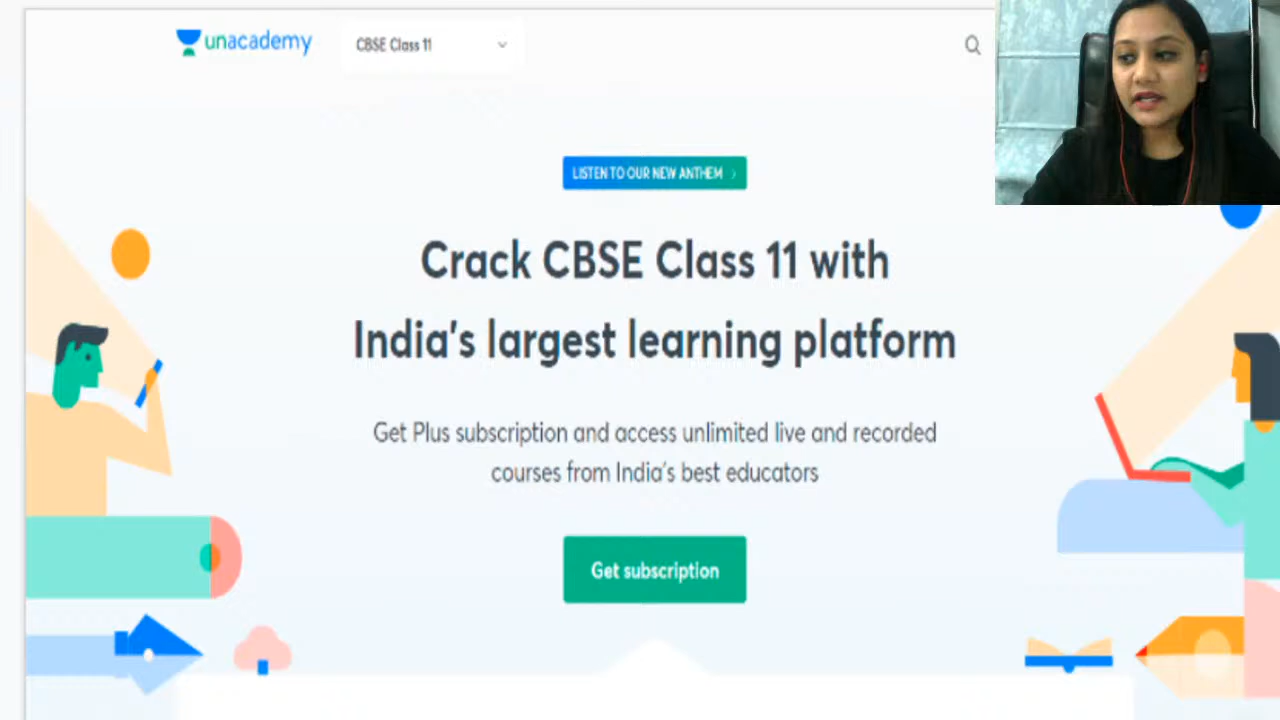 unacademy
CBSE Class 11
LISTEN TO OUR NEW ANTHEM
Crack CBSE Class 11 with
India's largest learning platform
Get Plus subscription and access unlimited live and recorded
courses from India's best educators
Get subscription